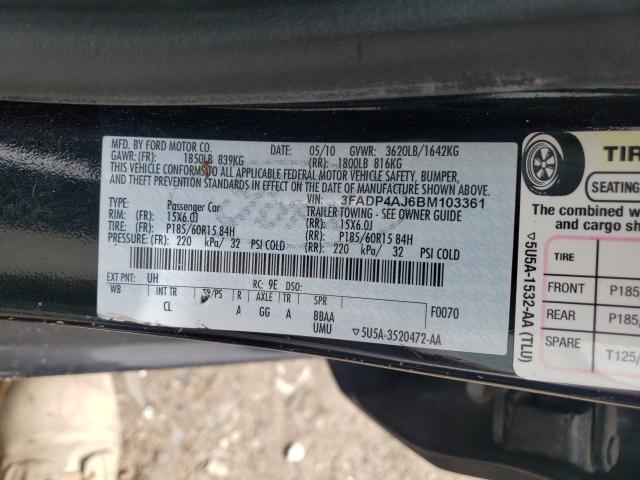 MFD. BY FORD MOTOR CO.
DATE: 05/10 GVWR: 3620LB/1642KG
GAWR: (FR): 1850LB 839KG (RR): 1800LB 816KG
THIS VEHICLE CONFORMS TO ALL APPLICABLE FEDERAL MOTOR VEHICLE SAFETY, BUMPER,
AND THEFT PREVENTION STANDARDS IN EFFECT ON THE DATE OF MANUFACTURE SHOWN ABOVE.
VIN: 3FADP4AJ6BM103361
TYPE: Passenger Car TRAILER TOWING - SEE OWNER GUIDE
RIM: (FR): 15X6.0J (RR): 15X6.0J
TIRE: (FR): P185/60R15 84H (RR): P185/60R15 84H
PRESSURE: (FR): 220 kPa/ 32 PSI COLD (RR): 220 kPa/ 32 PSI COLD
EXT PNT: UH RC: 9E DSO:
WB INT TR TP/PS R AXLE TR SPR F0070
CL A GG A BBAA
UMU ▽5U5A-3520472-AA
TIR
SEATING
The combined w
and cargo sh
TIRE
FRONT P185/
REAR P185/
SPARE T125/
▽5U5A-1532-AA (TLU)